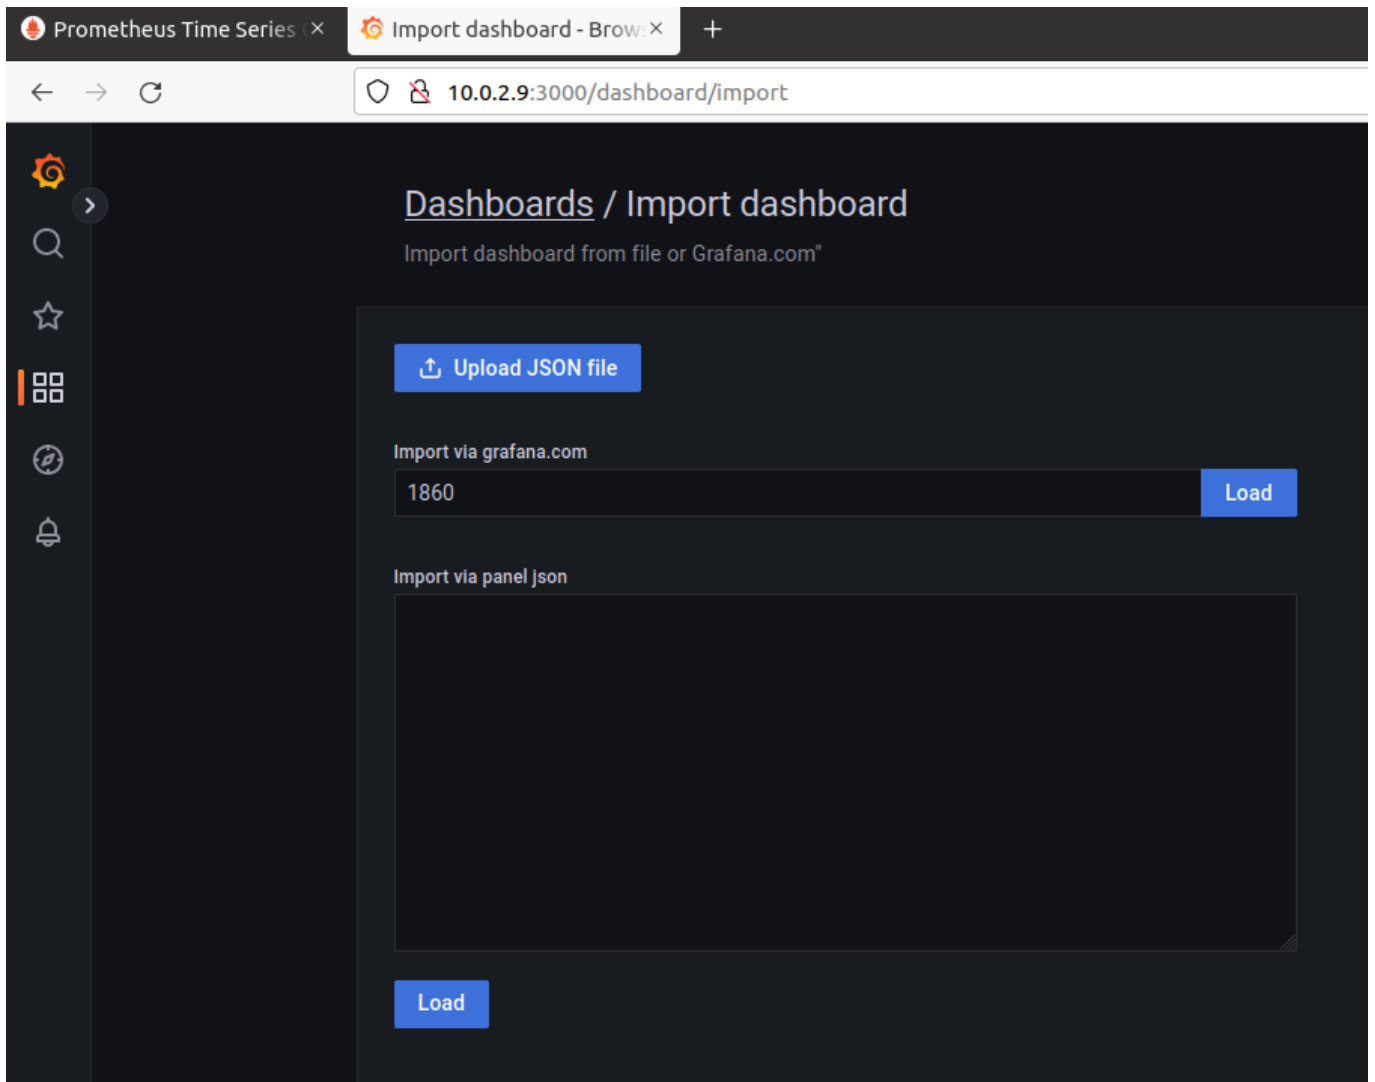 Prometheus Time Series
Import dashboard - Brow
10.0.2.9:3000/dashboard/import
Dashboards / Import dashboard
Import dashboard from file or Grafana.com"
Upload JSON file
Import via grafana.com
1860
Load
Import via panel json
Load